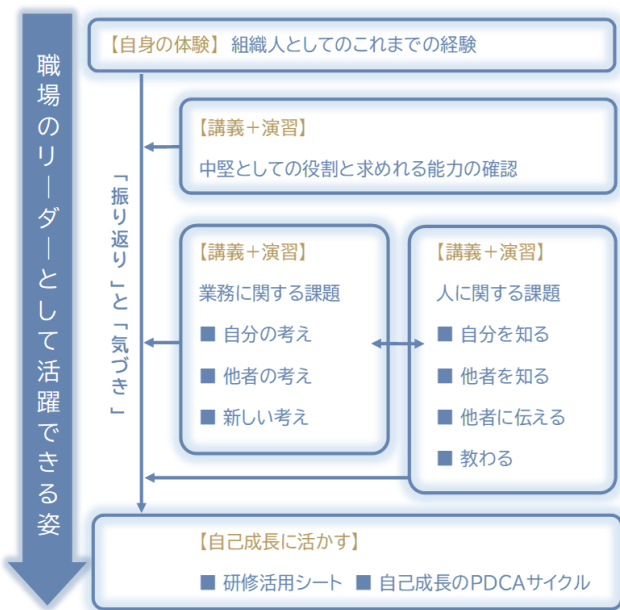 職場のリーダーとして活躍できる姿
【自身の体験】 組織人としてのこれまでの経験
「振り返り」と「気づき」
【講義＋演習】
中堅としての役割と求めれる能力の確認
【講義＋演習】
業務に関する課題
■ 自分の考え
■ 他者の考え
■ 新しい考え
【講義＋演習】
人に関する課題
■ 自分を知る
■ 他者を知る
■ 他者に伝える
■ 教わる
【自己成長に活かす】
■ 研修活用シート ■ 自己成長のPDCAサイクル